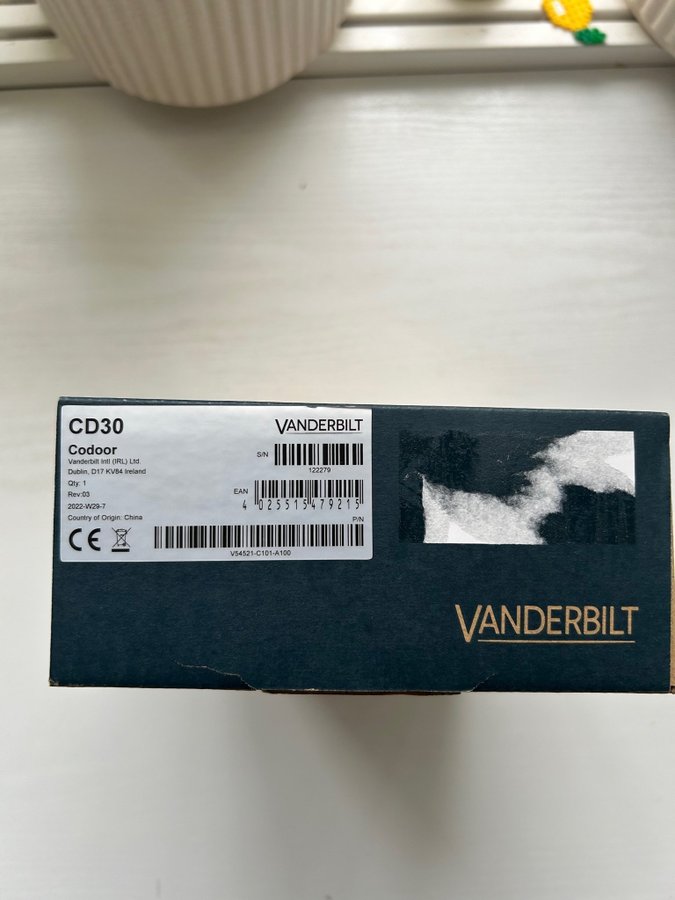 CD30
VANDERBILT
Codoor
Vanderbilt Intl (IRL) Ltd.
Dublin, D17 KV84 Ireland
Qty: 1
Rev:03
2022-W29-7
Country of Origin: China
CE
S/N
122279
EAN
4 025515 479215
P/N
V54521-C101-A100
VANDERBILT